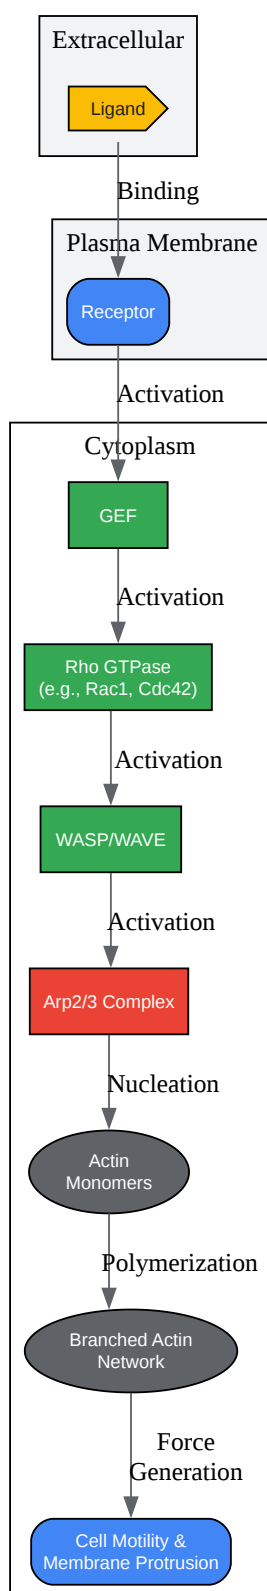 Extracellular
Ligand
Binding
Plasma Membrane
Receptor
Activation
Cytoplasm
GEF
Activation
Rho GTPase
(e.g., Rac1, Cdc42)
Activation
WASP/WAVE
Activation
Arp2/3 Complex
Nucleation
Actin
Monomers
Polymerization
Branched Actin
Network
Force
Generation
Cell Motility &
Membrane Protrusion